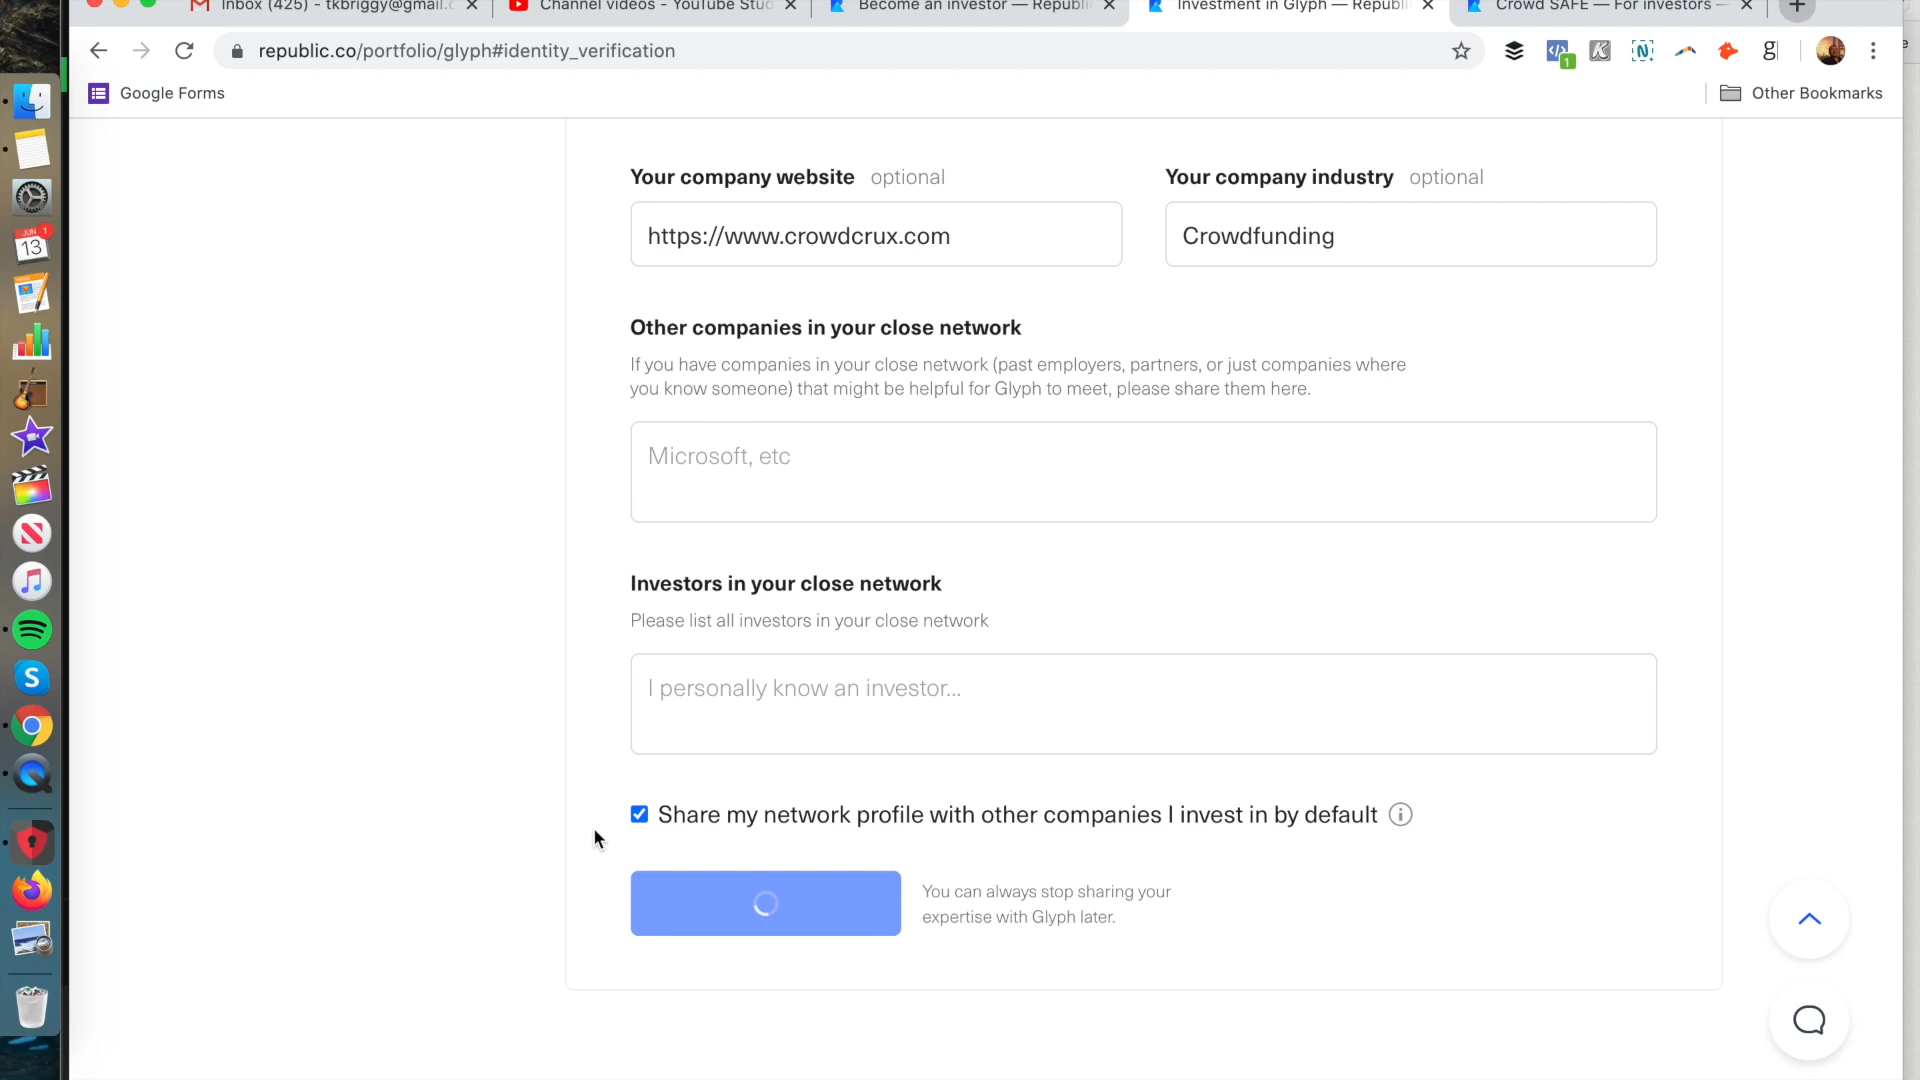 Inbox (425) - tkbriggy@gmail.c
Channel videos - YouTube Stud
Become an investor — Republi
Investment in Glyph — Republi
Crowd SAFE — For investors —
republic.co/portfolio/glyph#identity_verification
1
g
Google Forms
Other Bookmarks
JUN 1
13
Your company website optional
Your company industry optional
https://www.crowdcrux.com
Crowdfunding
Other companies in your close network
If you have companies in your close network (past employers, partners, or just companies where
you know someone) that might be helpful for Glyph to meet, please share them here.
Microsoft, etc
Investors in your close network
Please list all investors in your close network
I personally know an investor...
Share my network profile with other companies I invest in by default
You can always stop sharing your
expertise with Glyph later.